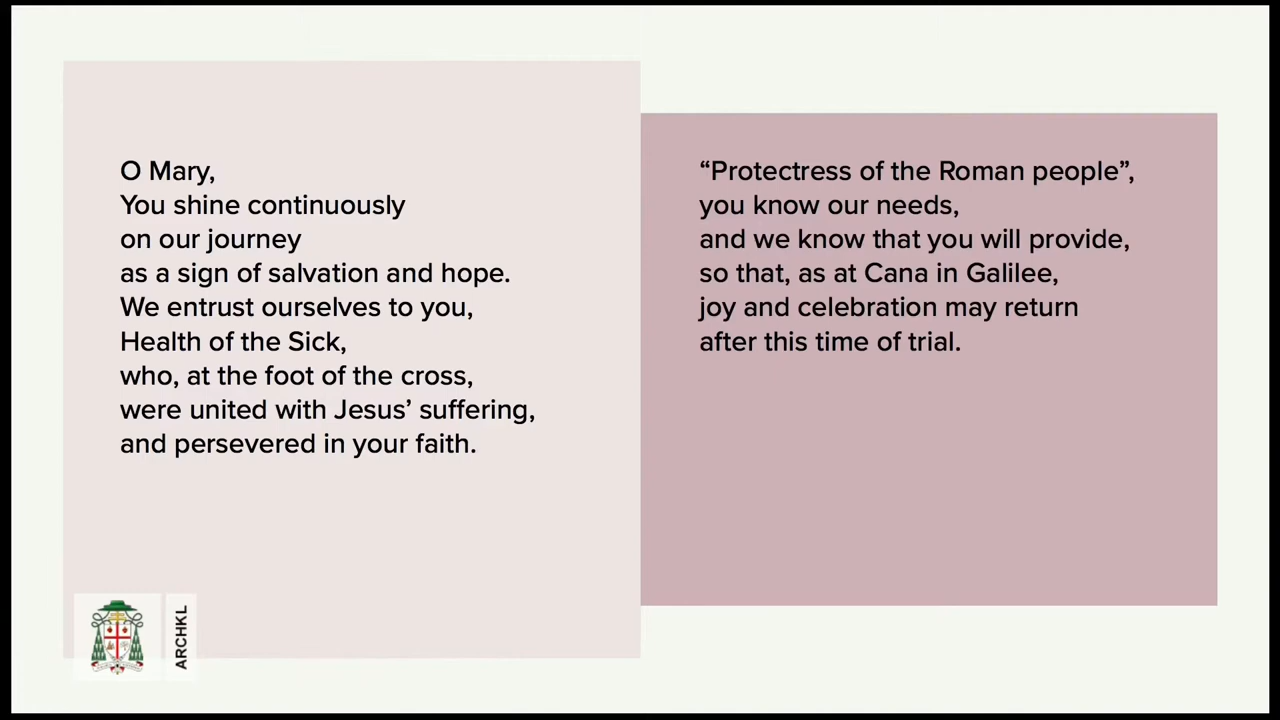 O Mary,
You shine continuously
on our journey
as a sign of salvation and hope.
We entrust ourselves to you,
Health of the Sick,
who, at the foot of the cross,
were united with Jesus’ suffering,
and persevered in your faith.
“Protectress of the Roman people”,
you know our needs,
and we know that you will provide,
so that, as at Cana in Galilee,
joy and celebration may return
after this time of trial.
ARCHKL